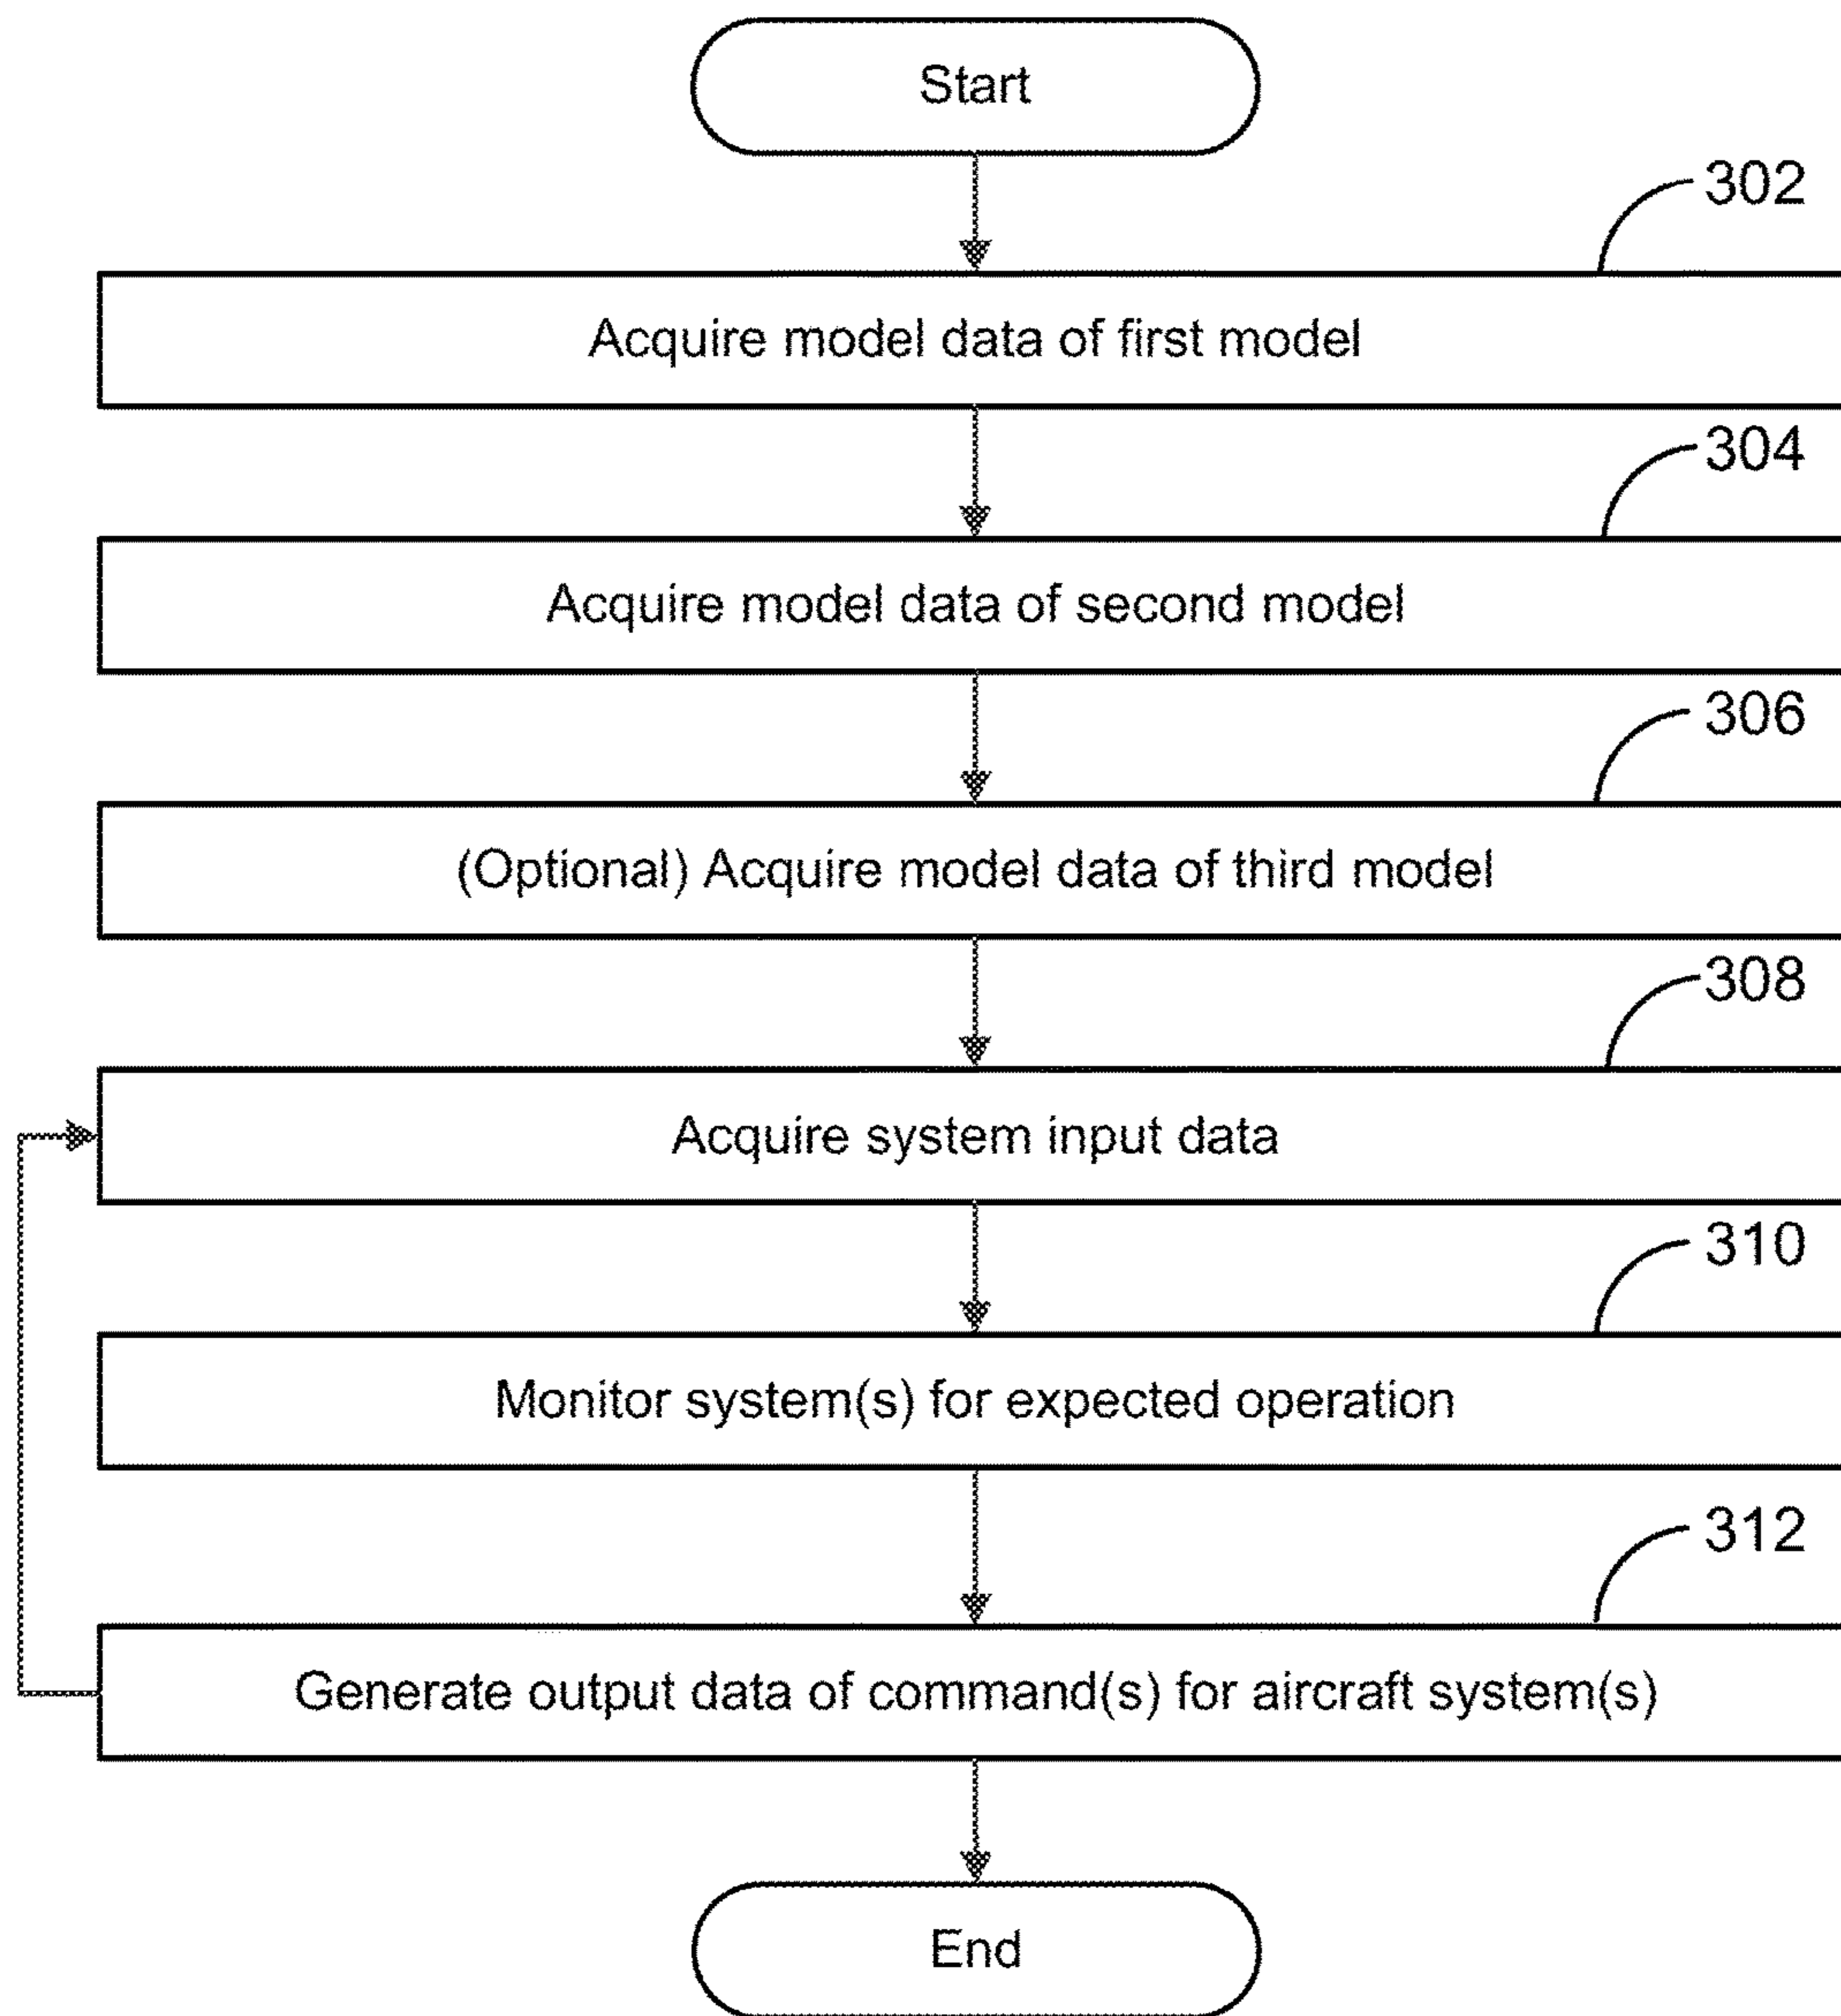 Start
302
Acquire model data of first model
304
Acquire model data of second model
306
(Optional) Acquire model data of third model
308
Acquire system input data
310
Monitor system(s) for expected operation
312
Generate output data of command(s) for aircraft system(s)
End